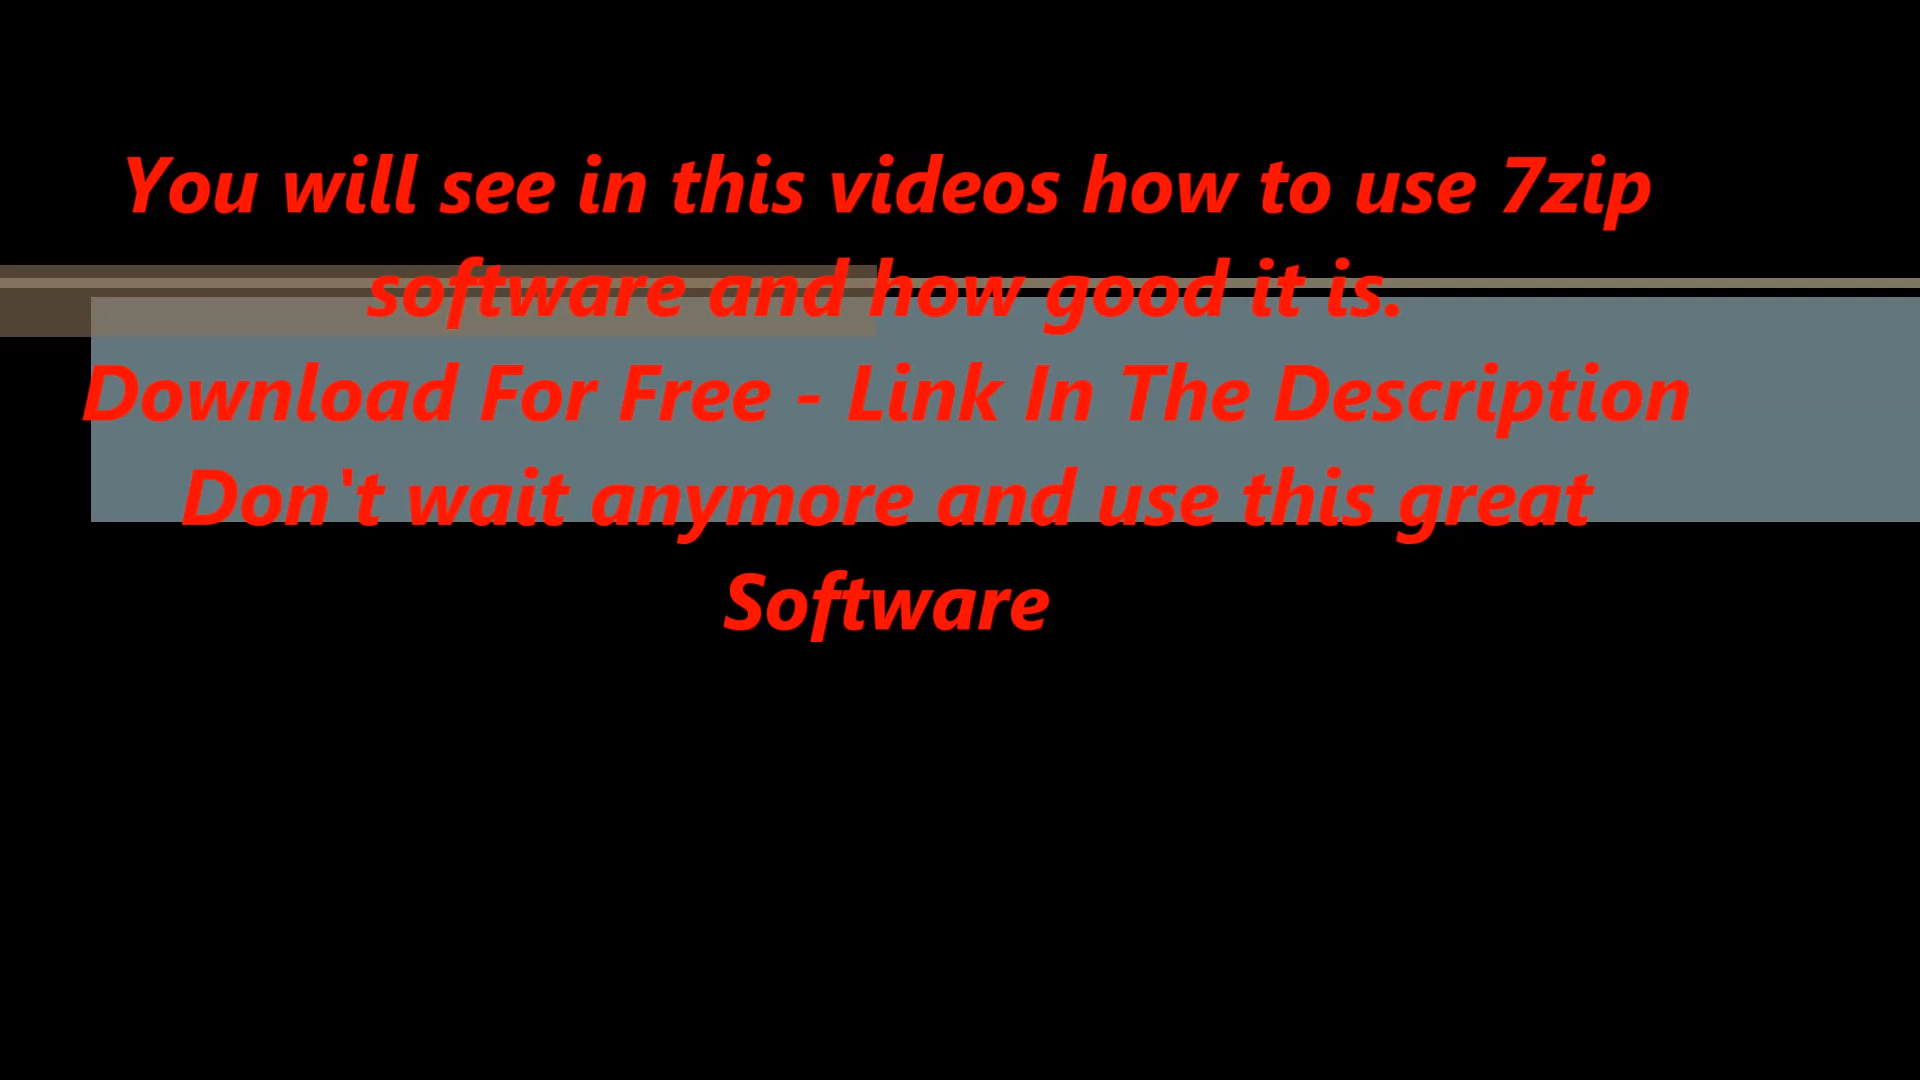 You will see in this videos how to use 7zip
software and how good it is.
Download For Free - Link In The Description
Don't wait anymore and use this great
Software